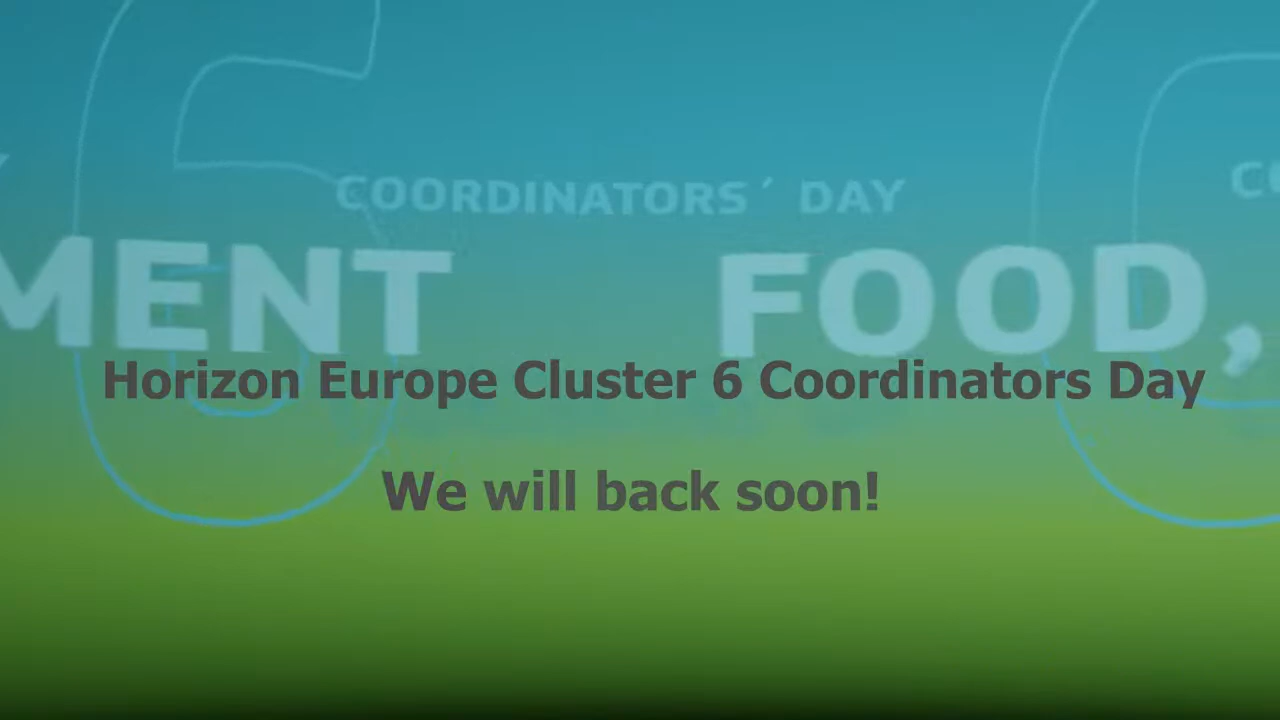 COORDINATORS´ DAY
MENT FOOD,
Horizon Europe Cluster 6 Coordinators Day
We will back soon!